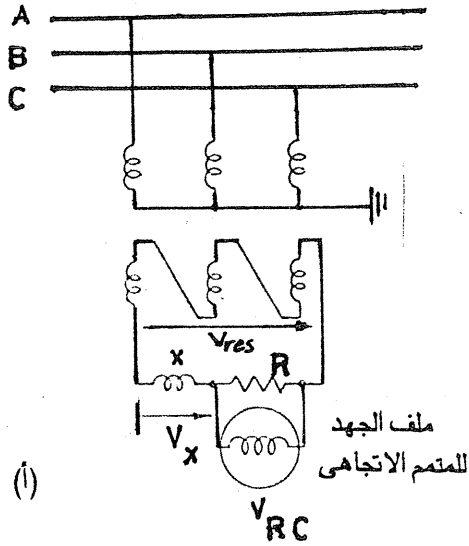 A
B
C
Vres
x
R
Vx
ملف الجهد
للمتمم الاتجاهى
(أ)
VRC